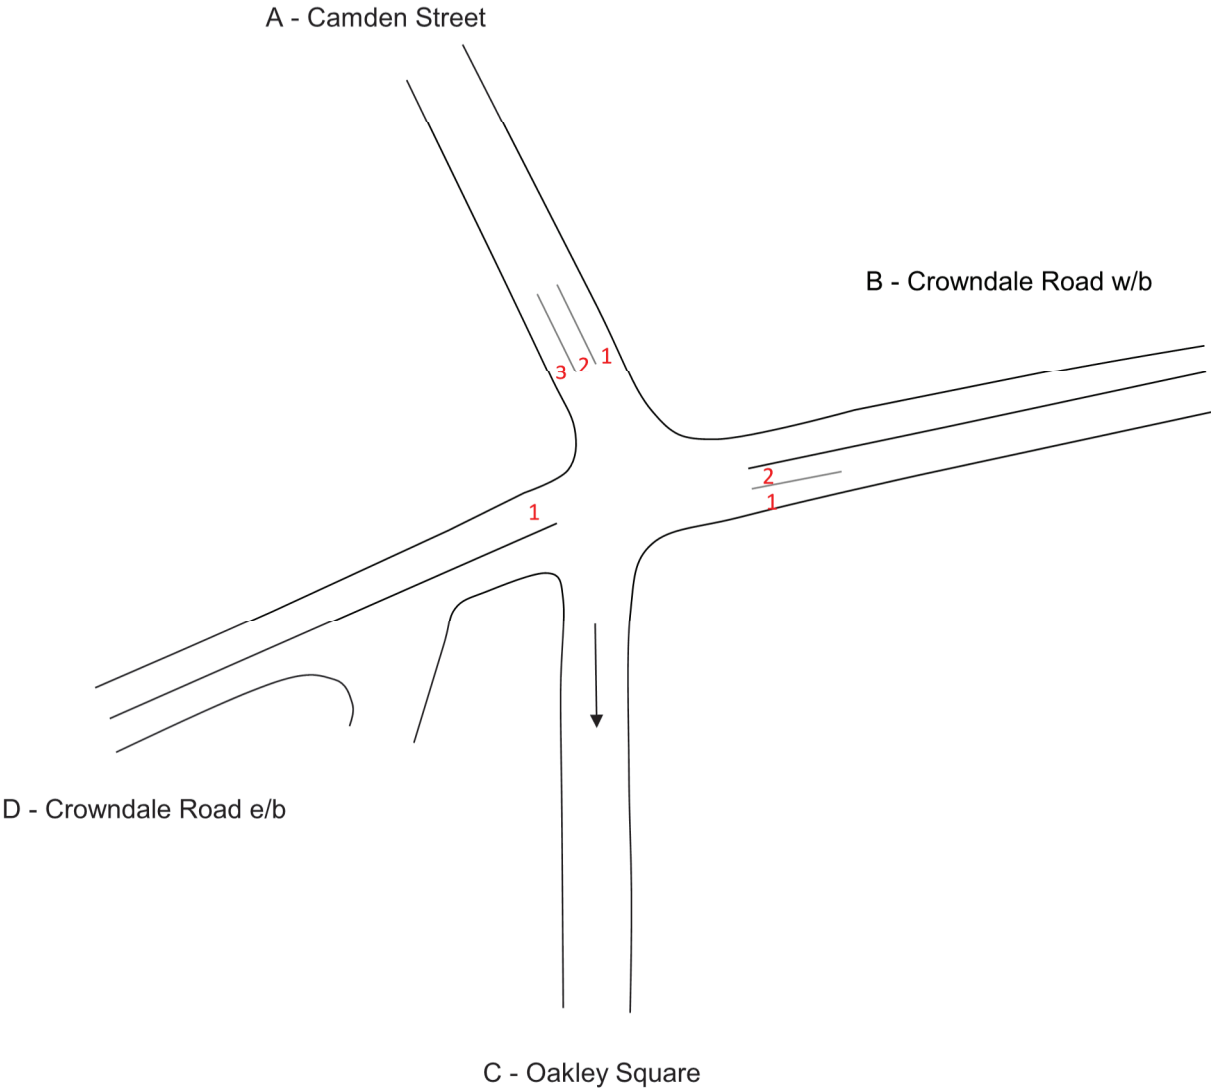 A - Camden Street
B - Crowndale Road w/b
3 2 1
2
1
1
D - Crowndale Road e/b
C - Oakley Square